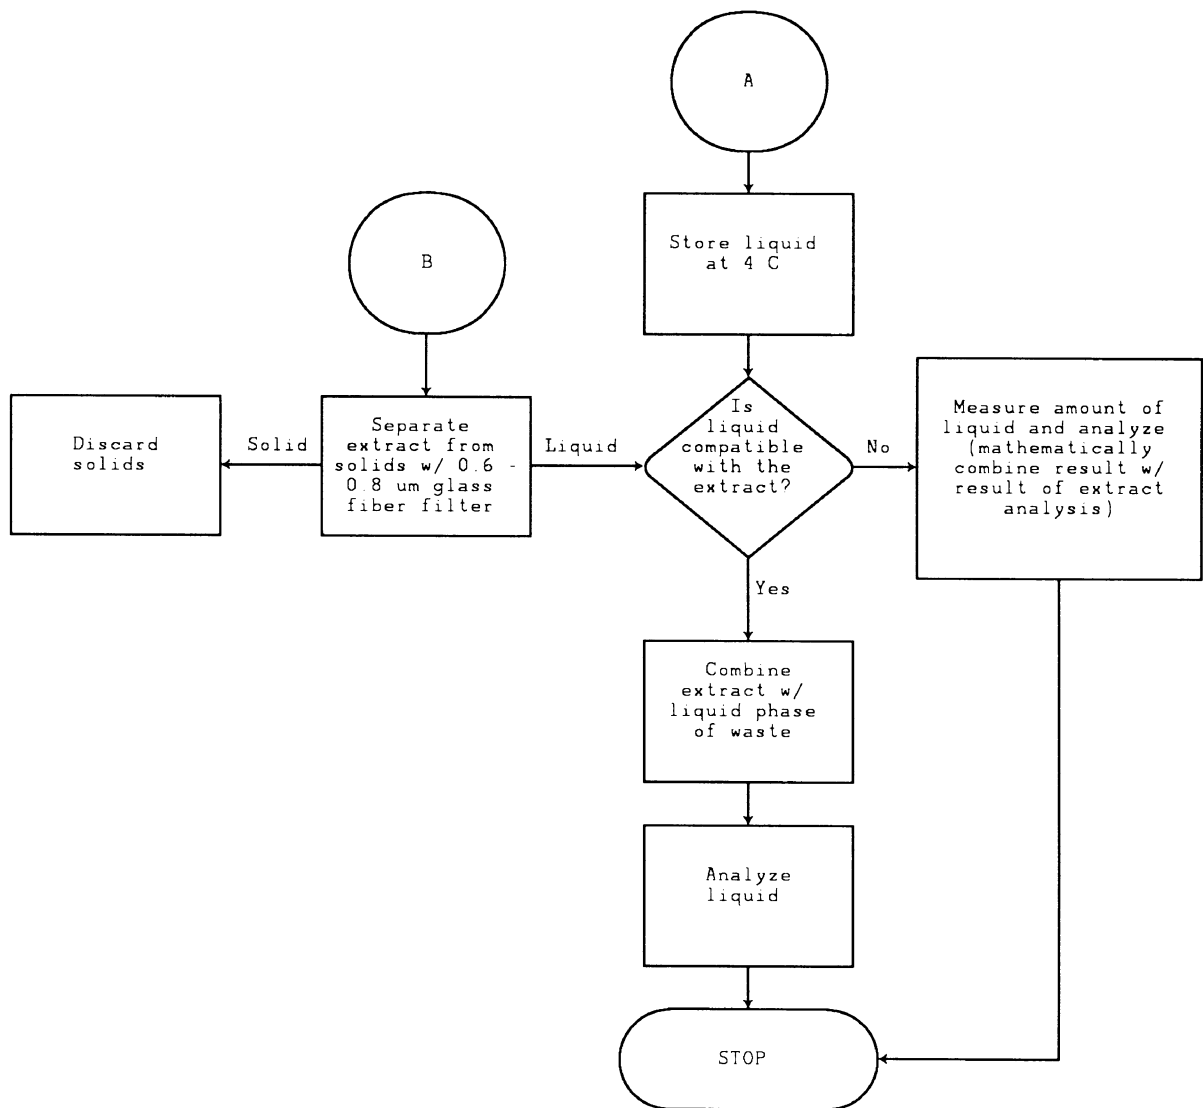 A
Store liquid
at 4 C
B
Discard
solids
Solid
Separate
extract from
solids w/ 0.6 -
0.8 um glass
fiber filter
Liquid
Is
liquid
compatible
with the
extract?
No
Measure amount of
liquid and analyze
(mathematically
combine result w/
result of extract
analysis)
Yes
Combine
extract w/
liquid phase
of waste
Analyze
liquid
STOP